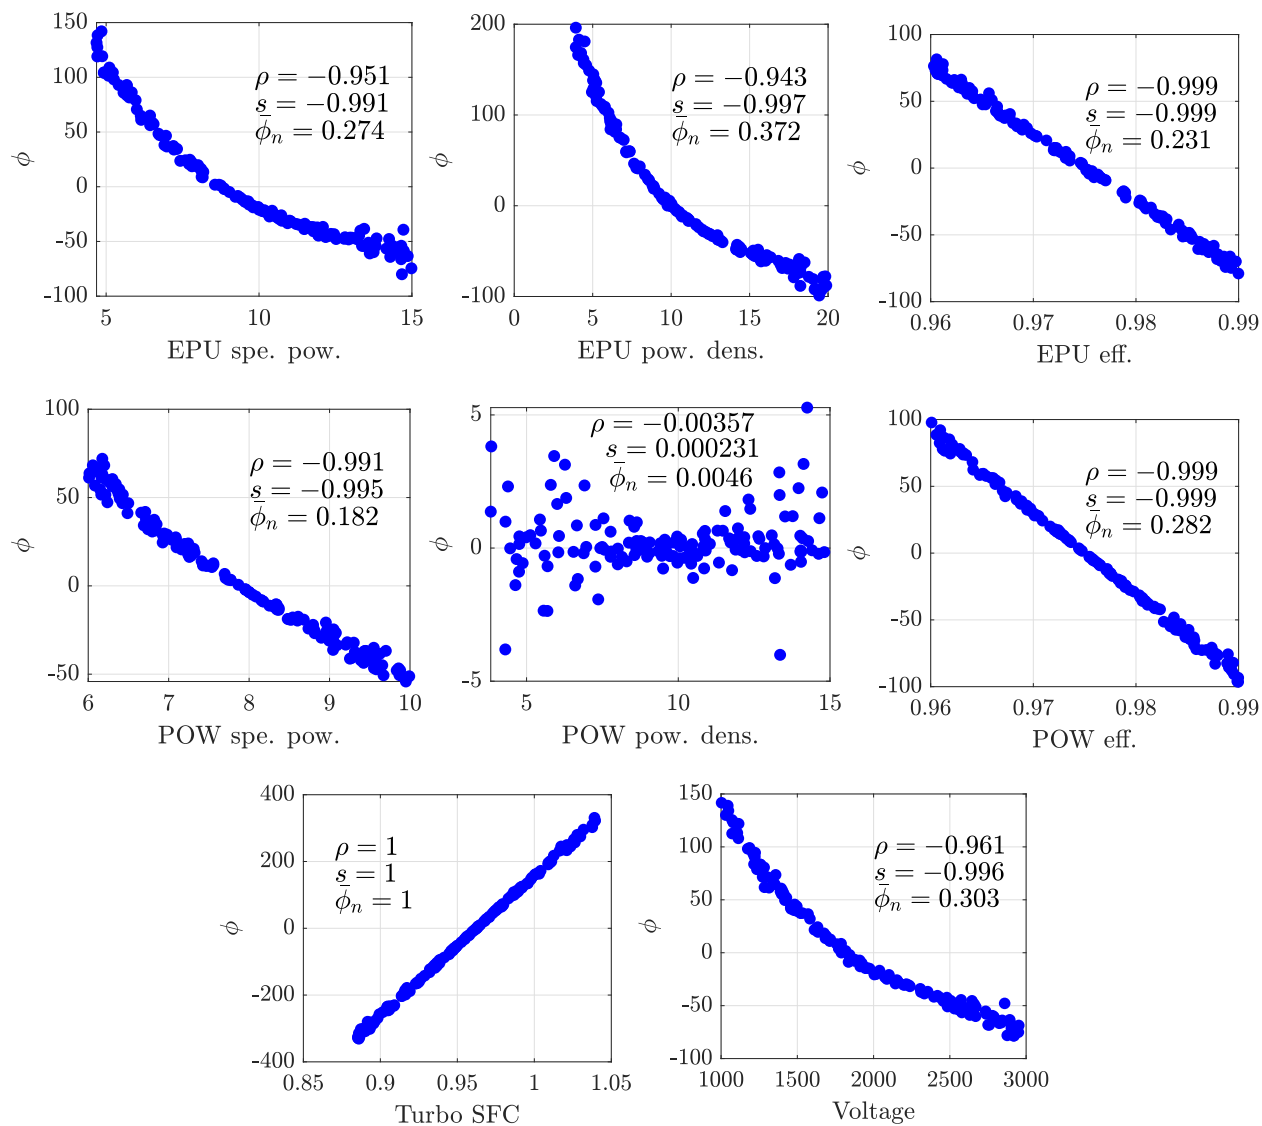 150
100
50
0
-50
-100
ϕ
ρ = −0.951
s = −0.991
ϕ̄n = 0.274
5
10
15
EPU spe. pow.
200
100
0
-100
ϕ
ρ = −0.943
s = −0.997
ϕ̄n = 0.372
0
5
10
15
20
EPU pow. dens.
100
50
0
-50
-100
ϕ
ρ = −0.999
s = −0.999
ϕ̄n = 0.231
0.96
0.97
0.98
0.99
EPU eff.
100
50
0
-50
ϕ
ρ = −0.991
s = −0.995
ϕ̄n = 0.182
6
7
8
9
10
POW spe. pow.
5
0
-5
ϕ
ρ = −0.00357
s = 0.000231
ϕ̄n = 0.0046
5
10
15
POW pow. dens.
100
50
0
-50
-100
ϕ
ρ = −0.999
s = −0.999
ϕ̄n = 0.282
0.96
0.97
0.98
0.99
POW eff.
400
200
0
-200
-400
ϕ
ρ = 1
s = 1
ϕ̄n = 1
0.85
0.9
0.95
1
1.05
Turbo SFC
150
100
50
0
-50
-100
ϕ
ρ = −0.961
s = −0.996
ϕ̄n = 0.303
1000
1500
2000
2500
3000
Voltage